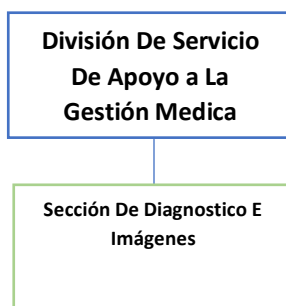 División De Servicio
De Apoyo a La
Gestión Medica
Sección De Diagnostico E
Imágenes